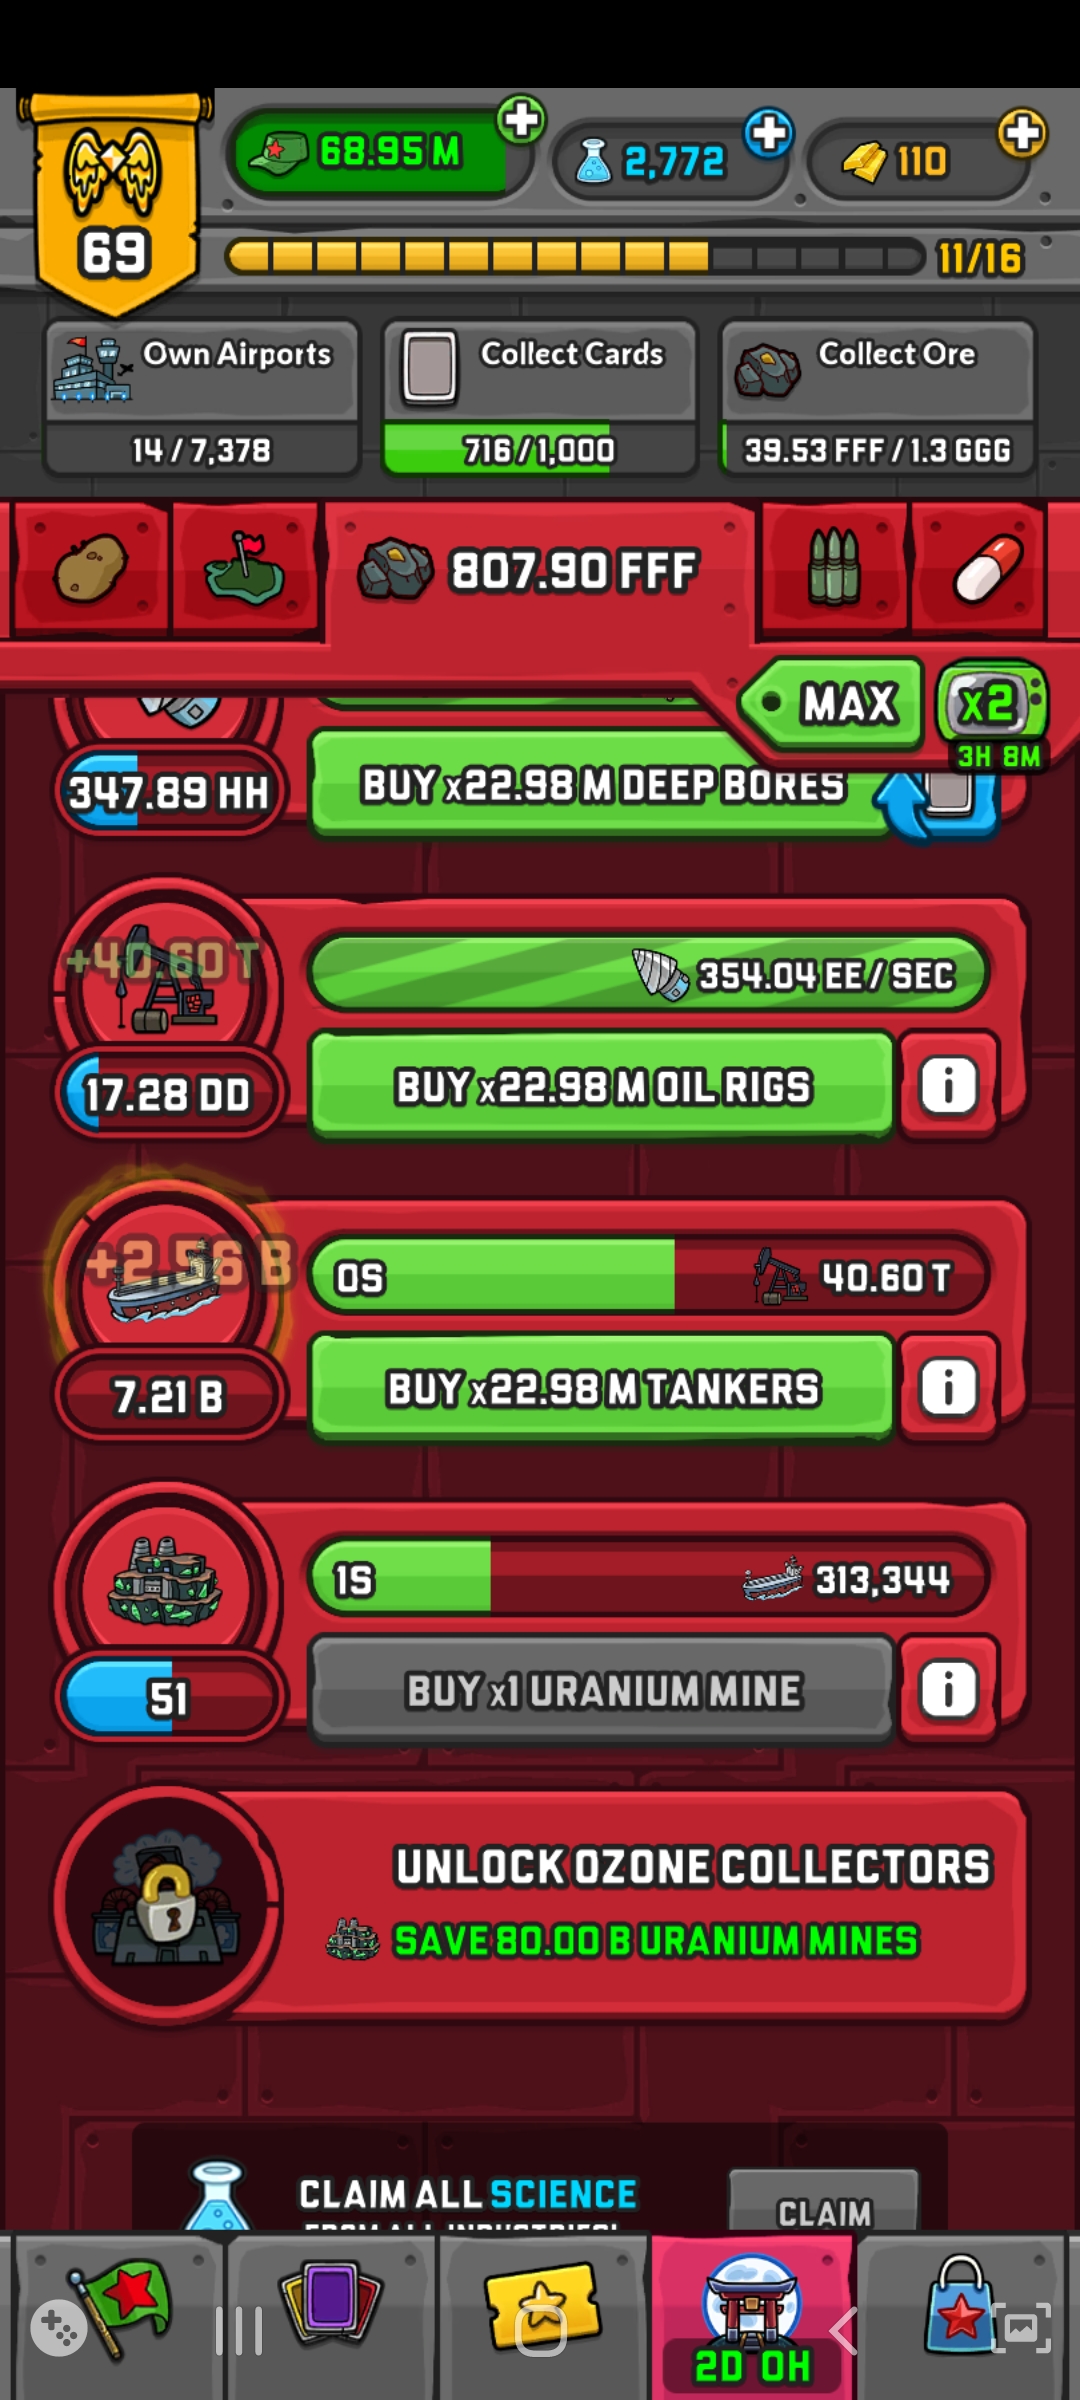 68.95 M
2,772
110
69
11/16
Own Airports
Collect Cards
Collect Ore
14 / 7,378
716 / 1,000
39.53 FFF / 1.3 GGG
807.90 FFF
MAX
x2
3H 8M
347.89 HH
BUY x22.98 M DEEP BORES
+40.60 T
354.04 EE / SEC
17.28 DD
BUY x22.98 M OIL RIGS
i
+2.56 B
0S
40.60 T
7.21 B
BUY x22.98 M TANKERS
i
1S
313,344
51
BUY x1 URANIUM MINE
i
UNLOCK OZONE COLLECTORS
SAVE 80.00 B URANIUM MINES
CLAIM ALL SCIENCE
FROM ALL INDUSTRIES!
CLAIM
2D 0H